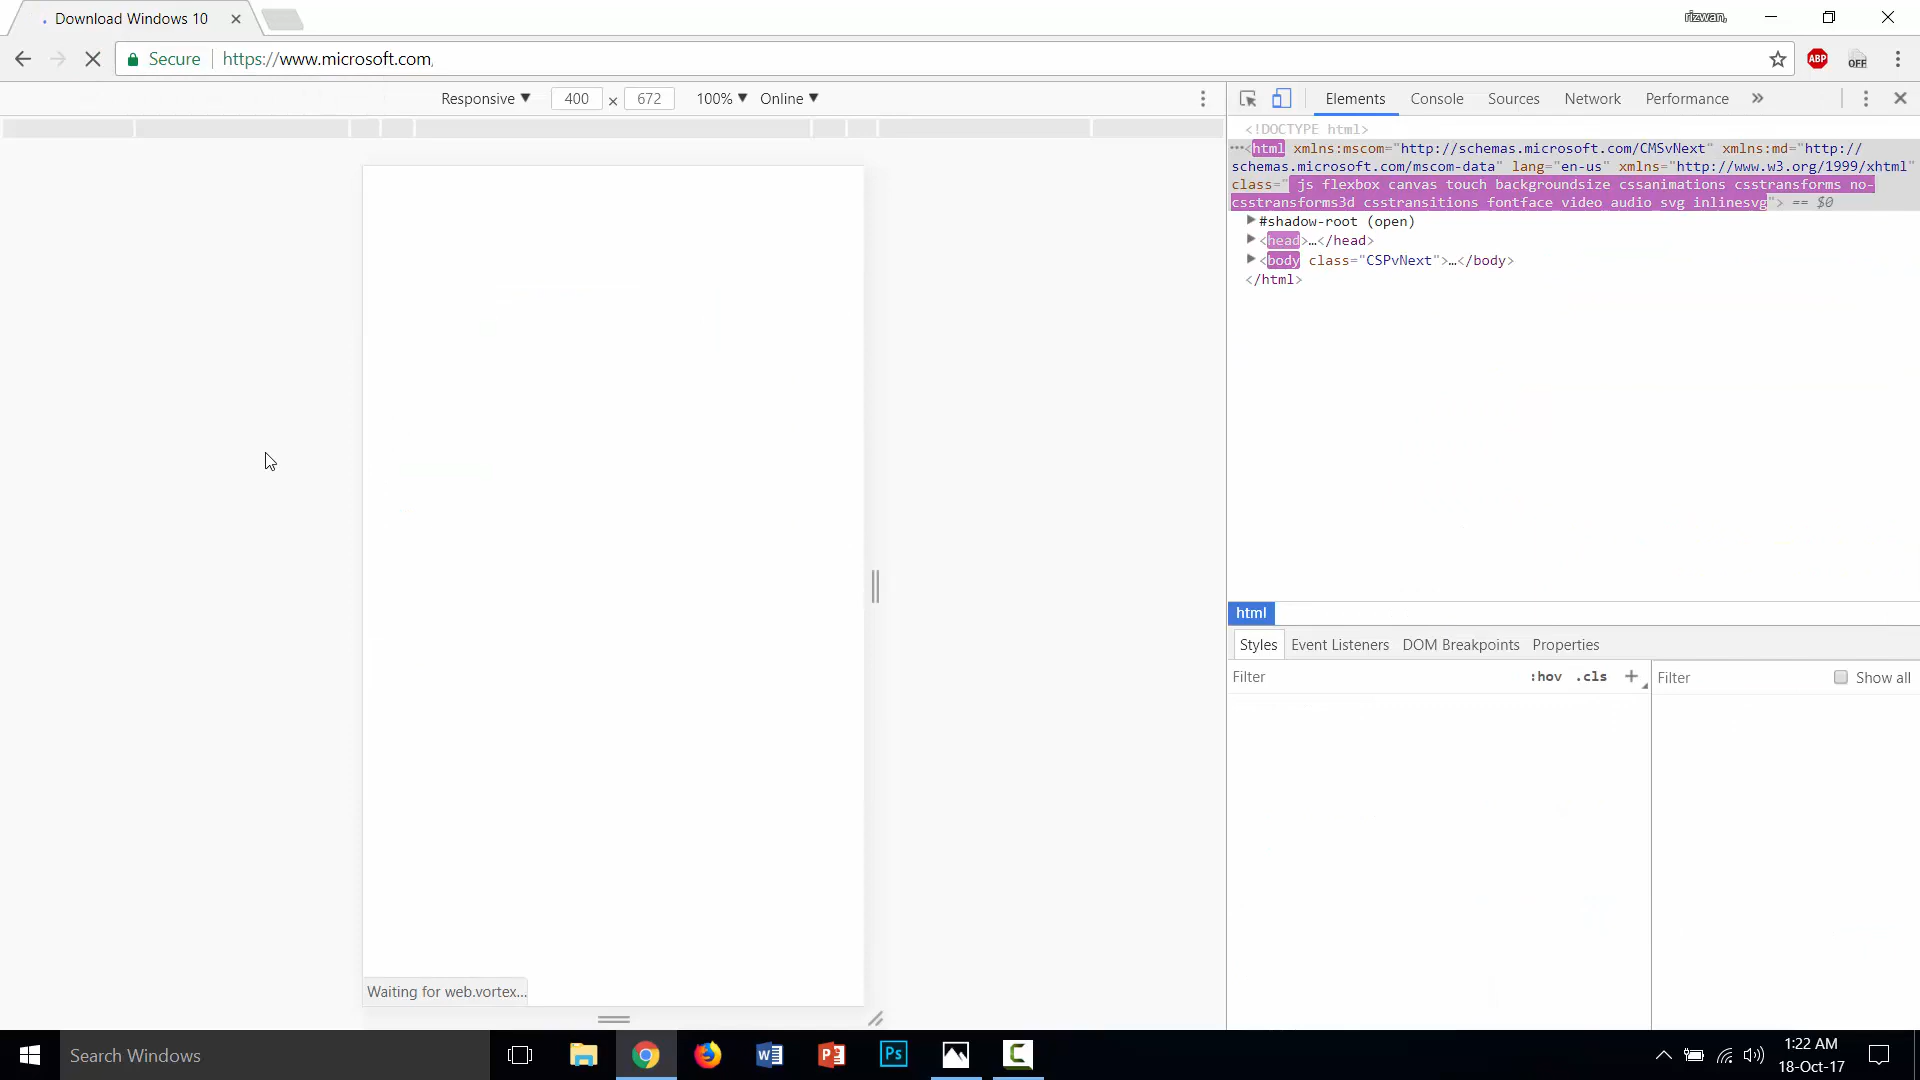 Download Windows 10
rizwan,
Secure
https://www.microsoft.com,
ABP
OFF
Responsive ▼
400
×
672
100% ▼
Online ▼
Elements
Console
Sources
Network
Performance
»
<!DOCTYPE html>
…<html xmlns:mscom="http://schemas.microsoft.com/CMSvNext" xmlns:md="http://
schemas.microsoft.com/mscom-data" lang="en-us" xmlns="http://www.w3.org/1999/xhtml"
class=" js flexbox canvas touch backgroundsize cssanimations csstransforms no-
csstransforms3d csstransitions fontface video audio svg inlinesvg"> == $0
▶ #shadow-root (open)
▶ <head>…</head>
▶ <body class="CSPvNext">…</body>
</html>
html
Styles
Event Listeners
DOM Breakpoints
Properties
Filter
:hov
.cls
+
Filter
Show all
Waiting for web.vortex...
Search Windows
Ps
1:22 AM
18-Oct-17